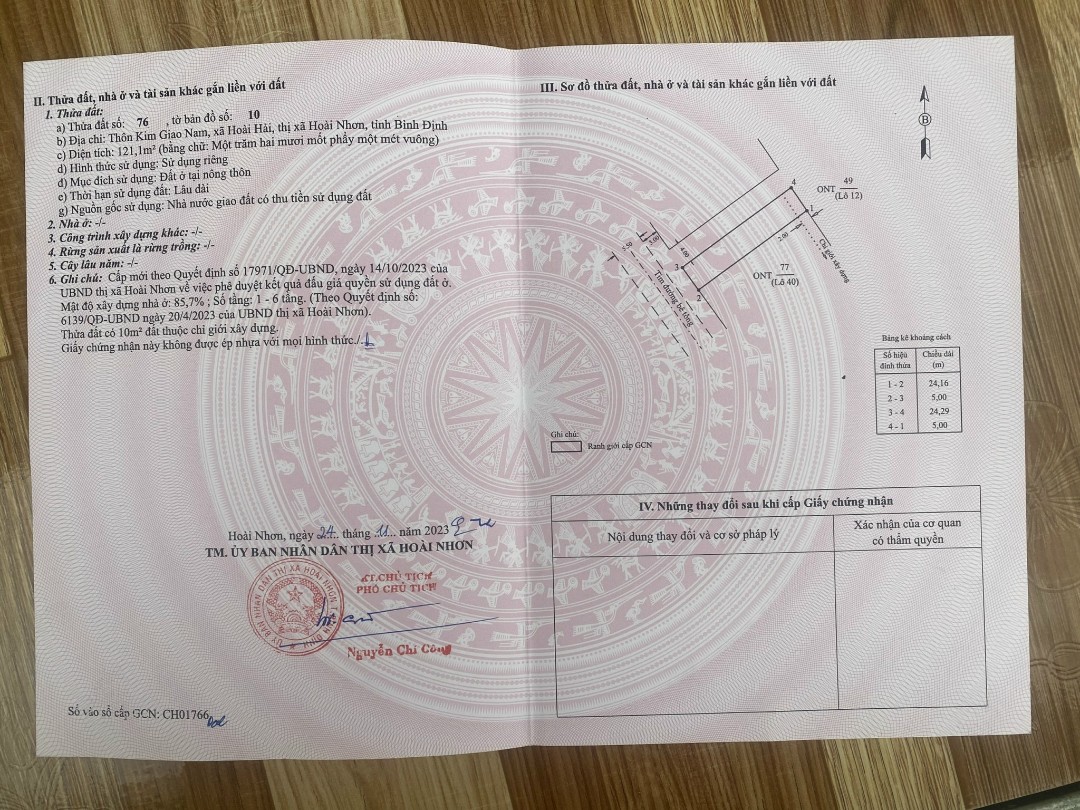 II. Thửa đất, nhà ở và tài sản khác gắn liền với đất
1. Thửa đất:
a) Thửa đất số: 76 , tờ bản đồ số: 10
b) Địa chỉ: Thôn Kim Giao Nam, xã Hoài Hải, thị xã Hoài Nhơn, tỉnh Bình Định
c) Diện tích: 121,1m² (bằng chữ: Một trăm hai mươi mốt phẩy một mét vuông)
d) Hình thức sử dụng: Sử dụng riêng
đ) Mục đích sử dụng: Đất ở tại nông thôn
e) Thời hạn sử dụng đất: Lâu dài
g) Nguồn gốc sử dụng: Nhà nước giao đất có thu tiền sử dụng đất
2. Nhà ở: -/-
3. Công trình xây dựng khác: -/-
4. Rừng sản xuất là rừng trồng: -/-
5. Cây lâu năm: -/-
6. Ghi chú: Cấp mới theo Quyết định số 17971/QĐ-UBND, ngày 14/10/2023 của
UBND thị xã Hoài Nhơn về việc phê duyệt kết quả đấu giá quyền sử dụng đất ở.
Mật độ xây dựng nhà ở: 85,7% ; Số tầng: 1 - 6 tầng. (Theo Quyết định số:
6139/QĐ-UBND ngày 20/4/2023 của UBND thị xã Hoài Nhơn).
Thửa đất có 10m² đất thuộc chỉ giới xây dựng.
Giấy chứng nhận này không được ép nhựa với mọi hình thức./.
Hoài Nhơn, ngày 24 tháng 11 năm 2023
TM. ỦY BAN NHÂN DÂN THỊ XÃ HOÀI NHƠN
KT.CHỦ TỊCH
PHÓ CHỦ TỊCH
Nguyễn Chí Công
Số vào sổ cấp GCN: CH01766
III. Sơ đồ thửa đất, nhà ở và tài sản khác gắn liền với đất
B
4
ONT 49
(Lô 12)
1
2.00
Chỉ giới xây dựng
3.50
3.00
4.00
3
2
Tim đường bê tông
ONT 77
(Lô 40)
Bảng kê khoảng cách
Số hiệu đỉnh thửa Chiều dài (m)
1 - 2 24,16
2 - 3 5,00
3 - 4 24,29
4 - 1 5,00
Ghi chú:
Ranh giới cấp GCN
IV. Những thay đổi sau khi cấp Giấy chứng nhận
Nội dung thay đổi và cơ sở pháp lý
Xác nhận của cơ quan
có thẩm quyền